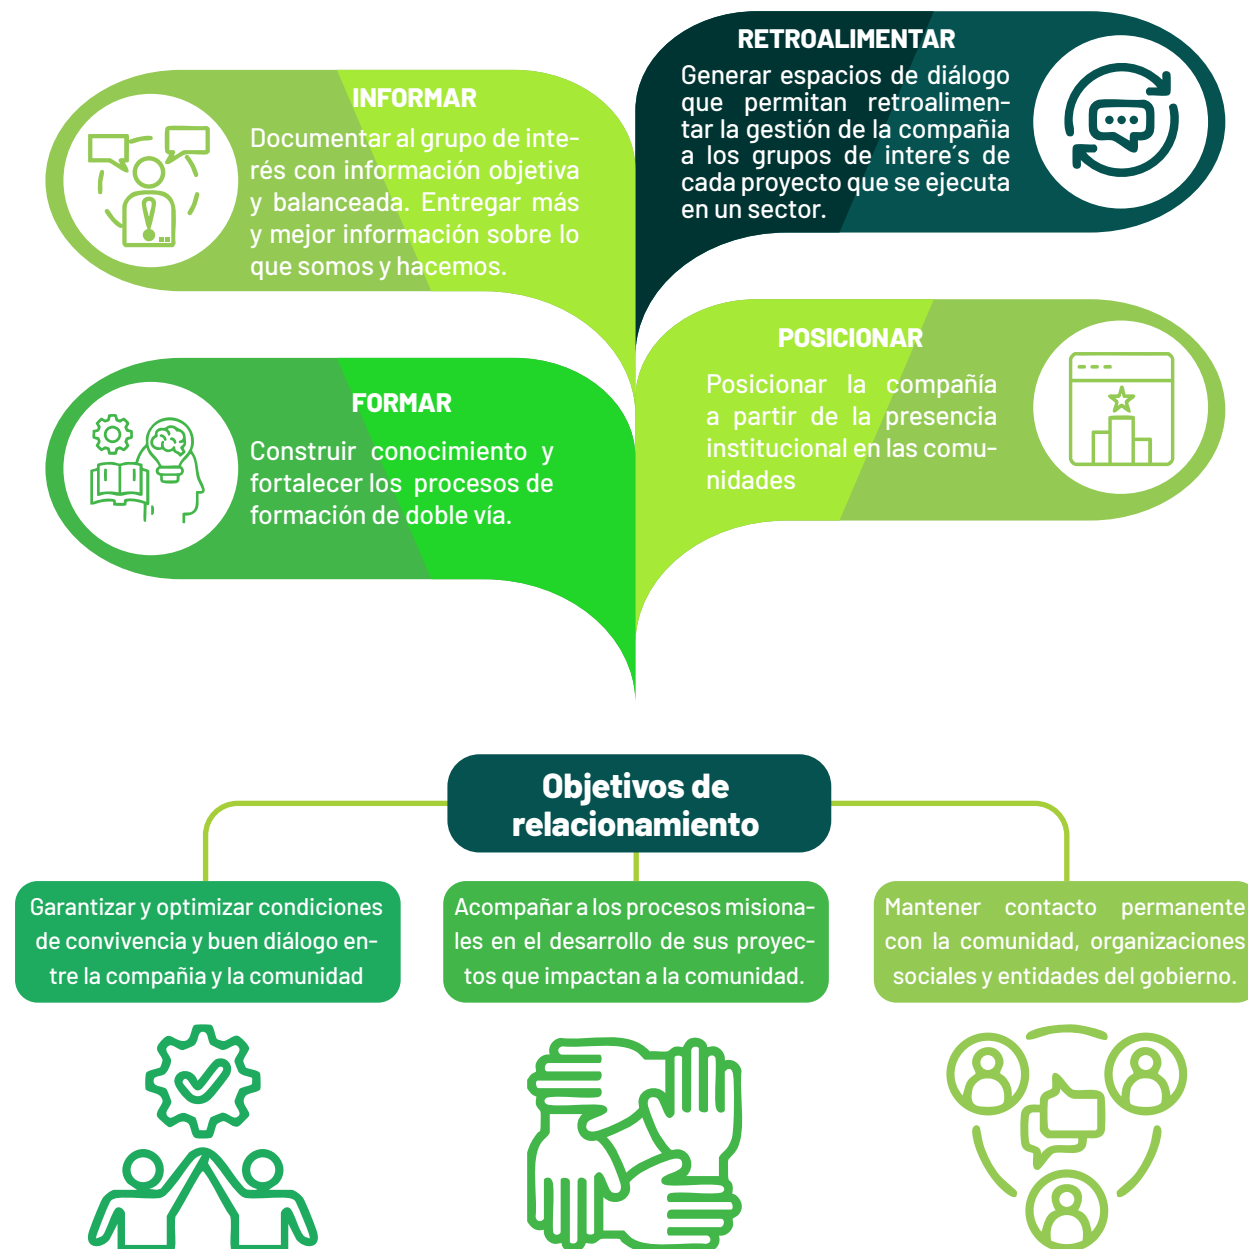 INFORMAR
Documentar al grupo de inte-
rés con información objetiva
y balanceada. Entregar más
y mejor información sobre lo
que somos y hacemos.
RETROALIMENTAR
Generar espacios de diálogo
que permitan retroalimen-
tar la gestión de la compañia
a los grupos de intere´s de
cada proyecto que se ejecuta
en un sector.
FORMAR
Construir conocimiento y
fortalecer los procesos de
formación de doble vía.
POSICIONAR
Posicionar la compañía
a partir de la presencia
institucional en las comu-
nidades
Objetivos de
relacionamiento
Garantizar y optimizar condiciones
de convivencia y buen diálogo en-
tre la compañia y la comunidad
Acompañar a los procesos misiona-
les en el desarrollo de sus proyec-
tos que impactan a la comunidad.
Mantener contacto permanente
con la comunidad, organizaciones
sociales y entidades del gobierno.